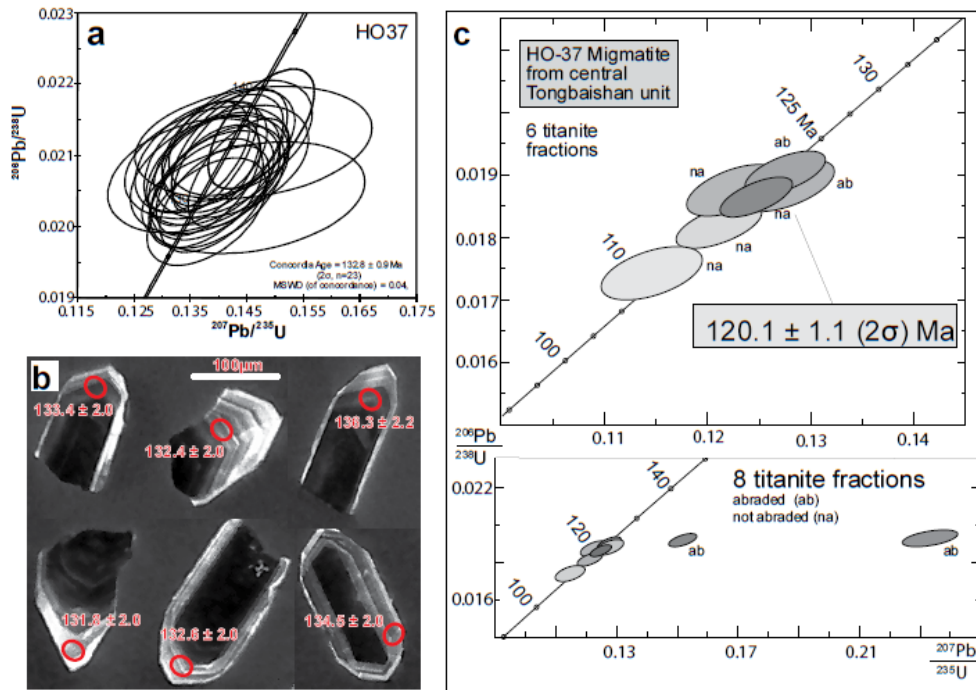 a
HO37
0.023
0.022
0.021
0.020
0.019
206Pb/238U
140
0.115
0.125
0.135
0.145
0.155
0.165
0.175
207Pb/235U
Concordia Age = 132.8 ± 0.9 Ma
(2σ, n=23)
MSWD (of concordance) = 0.04,
b
100µm
133.4 ± 2.0
132.4 ± 2.0
131.8 ± 2.0
132.6 ± 2.0
134.5 ± 2.0
c
HO-37 Migmatite
from central
Tongbaishan unit
6 titanite
fractions
0.019
0.019
0.018
0.017
0.016
130
125 Ma
110
100
ab
na
ab
na
na
na
120.1 ± 1.1 (2σ) Ma
206Pb
238U
0.11
0.12
0.13
0.14
8 titanite fractions
abraded (ab)
not abraded (na)
0.022
0.016
140
120
100
ab
ab
0.13
0.17
0.21
207Pb
235U